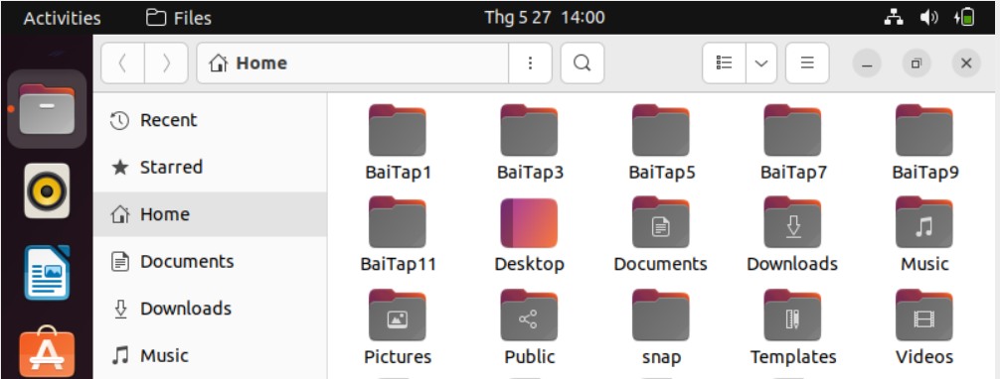 Activities Files Thg 5 27 14:00
Home
Recent
Starred
Home
Documents
Downloads
Music
BaiTap1 BaiTap3 BaiTap5 BaiTap7 BaiTap9
BaiTap11 Desktop Documents Downloads Music
Pictures Public snap Templates Videos